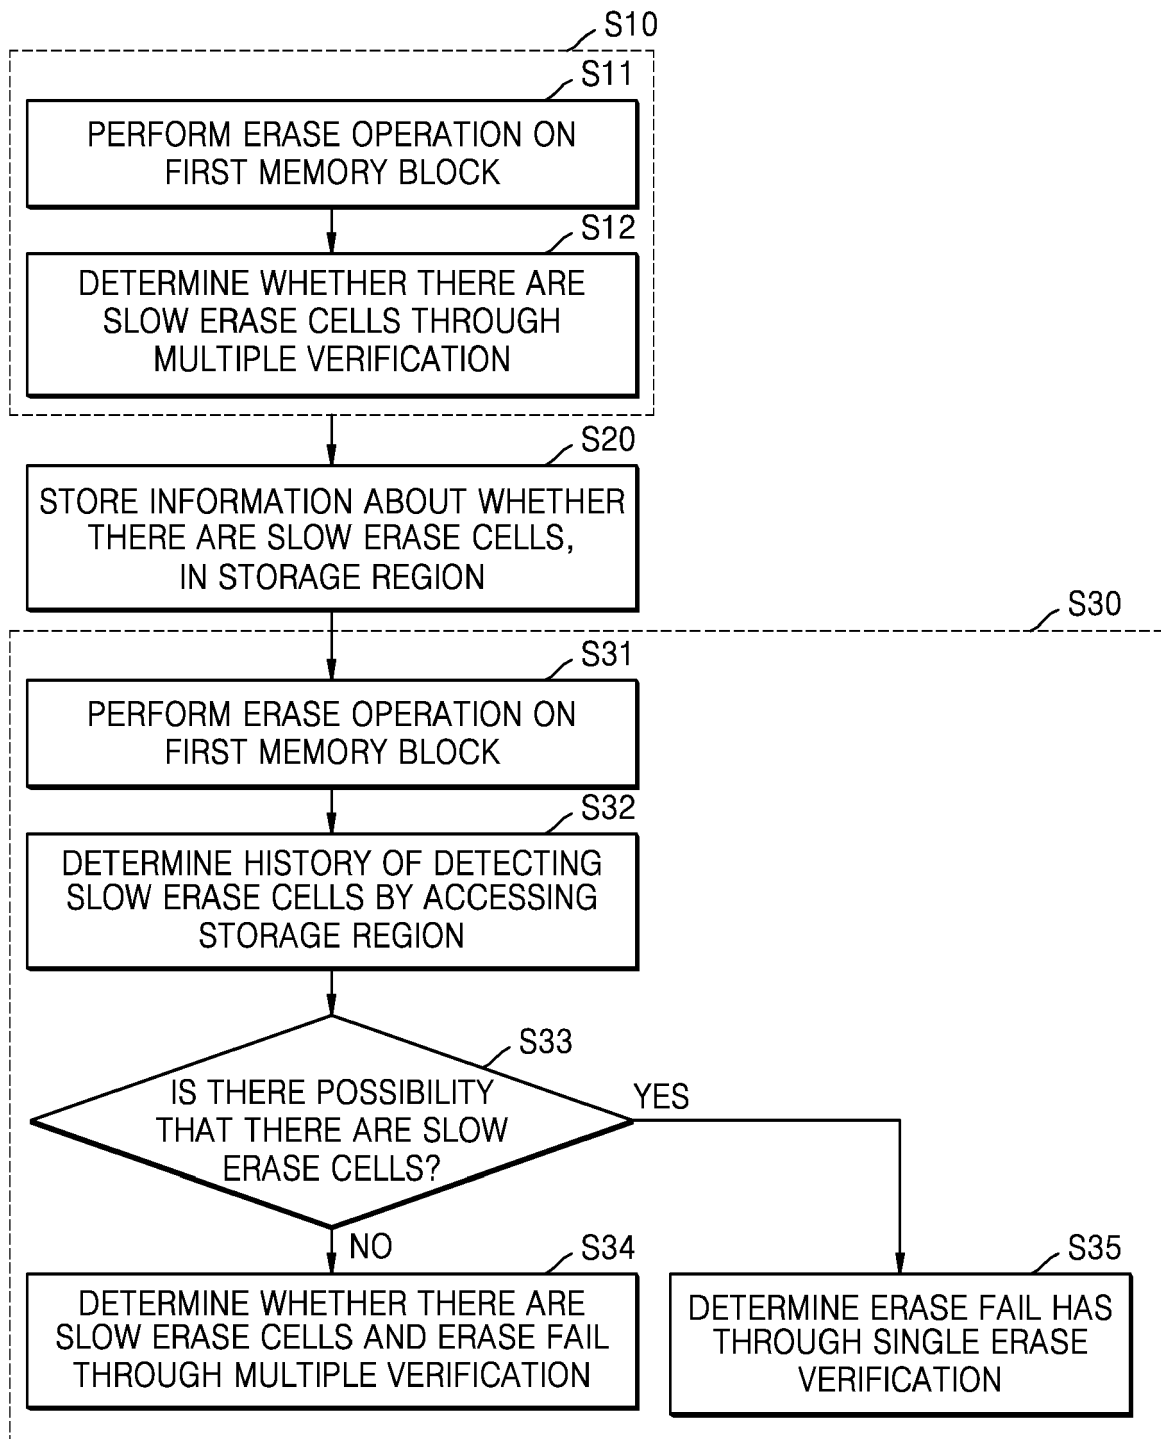 S10
S11
PERFORM ERASE OPERATION ON
FIRST MEMORY BLOCK
S12
DETERMINE WHETHER THERE ARE
SLOW ERASE CELLS THROUGH
MULTIPLE VERIFICATION
S20
STORE INFORMATION ABOUT WHETHER
THERE ARE SLOW ERASE CELLS,
IN STORAGE REGION
S30
S31
PERFORM ERASE OPERATION ON
FIRST MEMORY BLOCK
S32
DETERMINE HISTORY OF DETECTING
SLOW ERASE CELLS BY ACCESSING
STORAGE REGION
S33
IS THERE POSSIBILITY
THAT THERE ARE SLOW
ERASE CELLS?
YES
NO
S34
DETERMINE WHETHER THERE ARE
SLOW ERASE CELLS AND ERASE FAIL
THROUGH MULTIPLE VERIFICATION
S35
DETERMINE ERASE FAIL HAS
THROUGH SINGLE ERASE
VERIFICATION